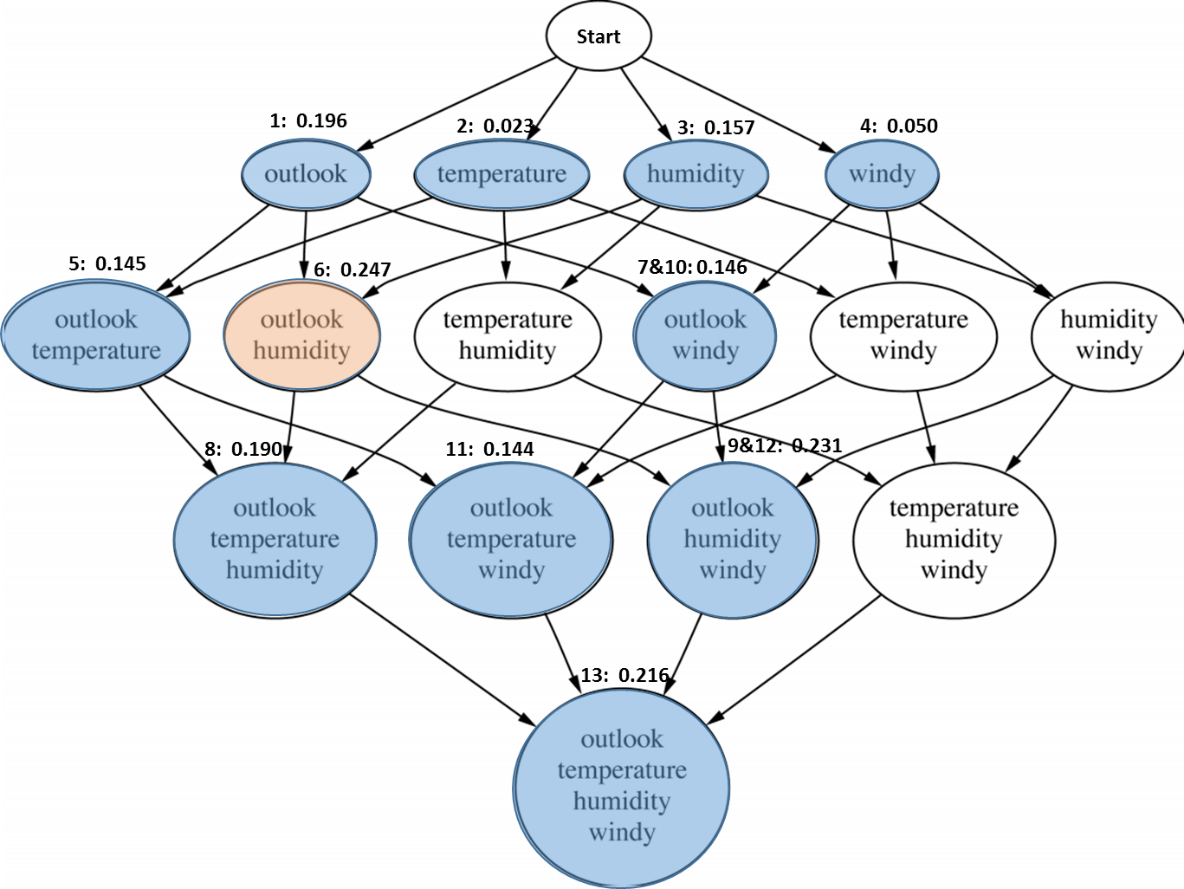 Start
1: 0.196
2: 0.023
3: 0.157
4: 0.050
outlook
temperature
humidity
windy
5: 0.145
6: 0.247
7&10: 0.146
outlook
temperature
outlook
humidity
temperature
humidity
outlook
windy
temperature
windy
humidity
windy
8: 0.190
11: 0.144
9&12: 0.231
outlook
temperature
humidity
outlook
temperature
windy
outlook
humidity
windy
temperature
humidity
windy
13: 0.216
outlook
temperature
humidity
windy